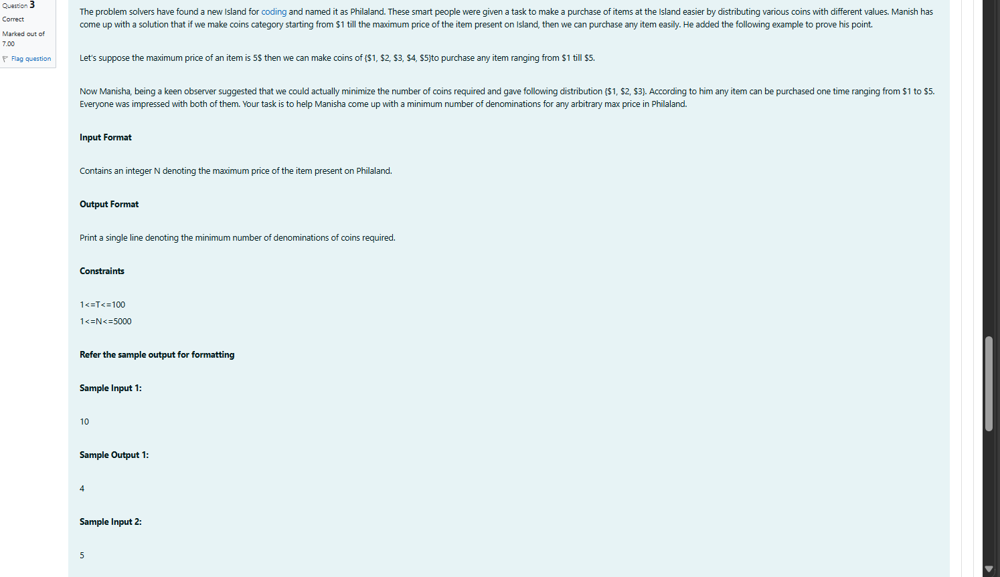 Question 3
Correct
Marked out of
7.00
Flag question
The problem solvers have found a new Island for coding and named it as Philaland. These smart people were given a task to make a purchase of items at the Island easier by distributing various coins with different values. Manish has
come up with a solution that if we make coins category starting from $1 till the maximum price of the item present on Island, then we can purchase any item easily. He added the following example to prove his point.
Let's suppose the maximum price of an item is 5$ then we can make coins of {$1, $2, $3, $4, $5}to purchase any item ranging from $1 till $5.
Now Manisha, being a keen observer suggested that we could actually minimize the number of coins required and gave following distribution {$1, $2, $3}. According to him any item can be purchased one time ranging from $1 to $5.
Everyone was impressed with both of them. Your task is to help Manisha come up with a minimum number of denominations for any arbitrary max price in Philaland.
Input Format
Contains an integer N denoting the maximum price of the item present on Philaland.
Output Format
Print a single line denoting the minimum number of denominations of coins required.
Constraints
1<=T<=100
1<=N<=5000
Refer the sample output for formatting
Sample Input 1:
10
Sample Output 1:
4
Sample Input 2:
5